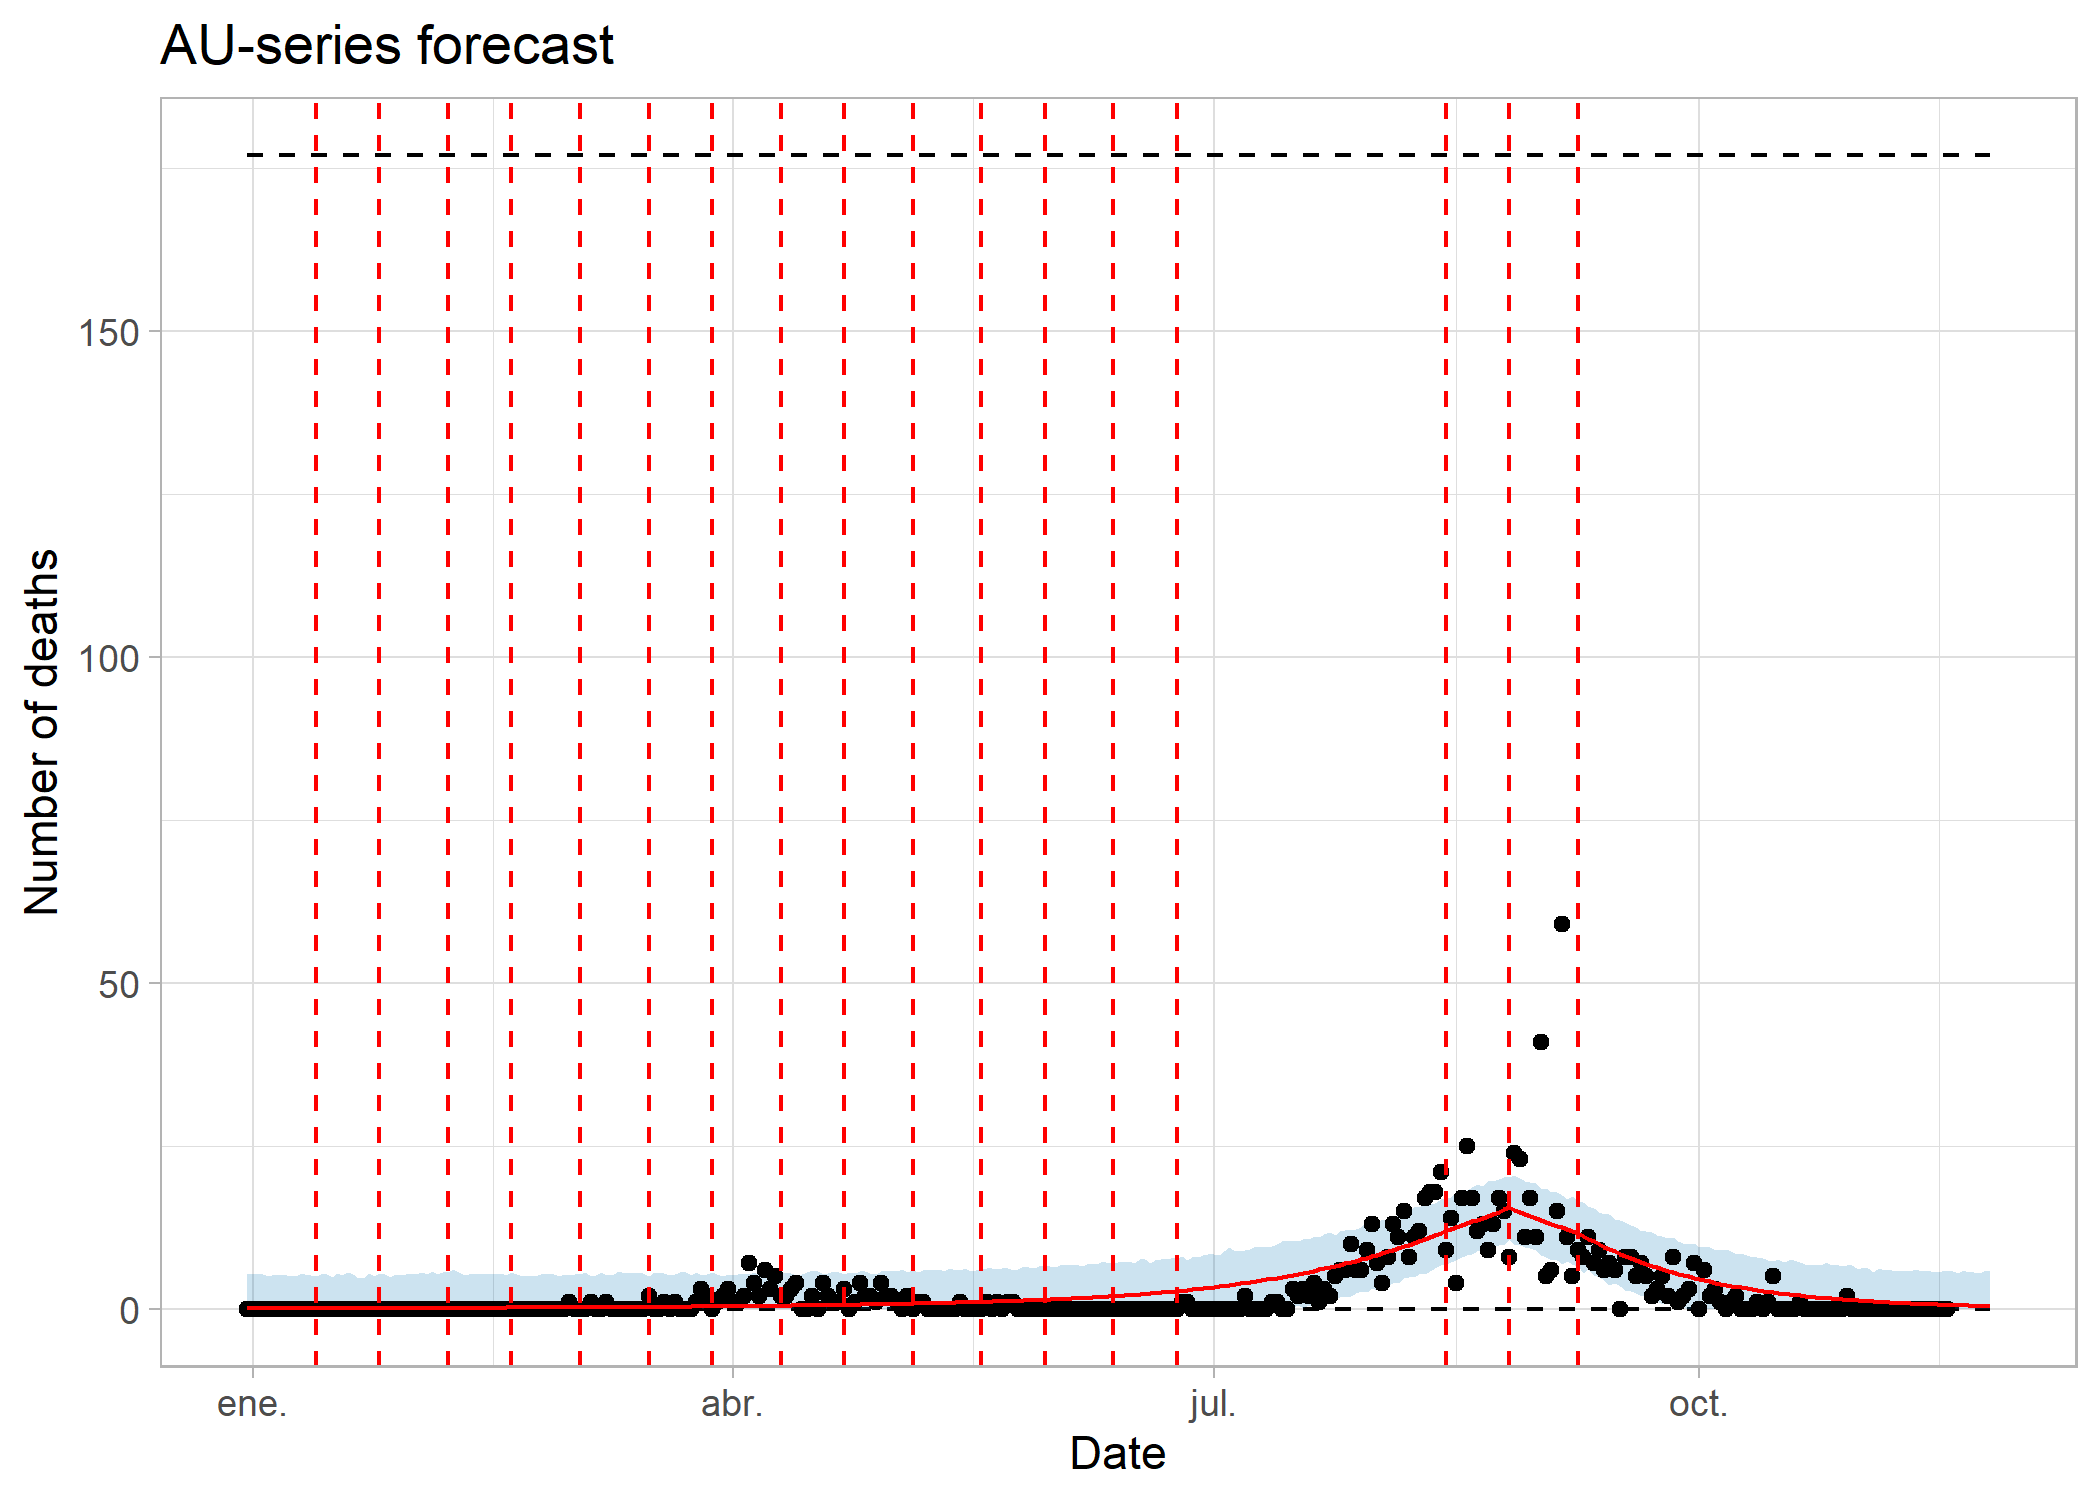 AU-series forecast
Number of deaths
150
100
50
0
ene.
abr.
jul.
oct.
Date